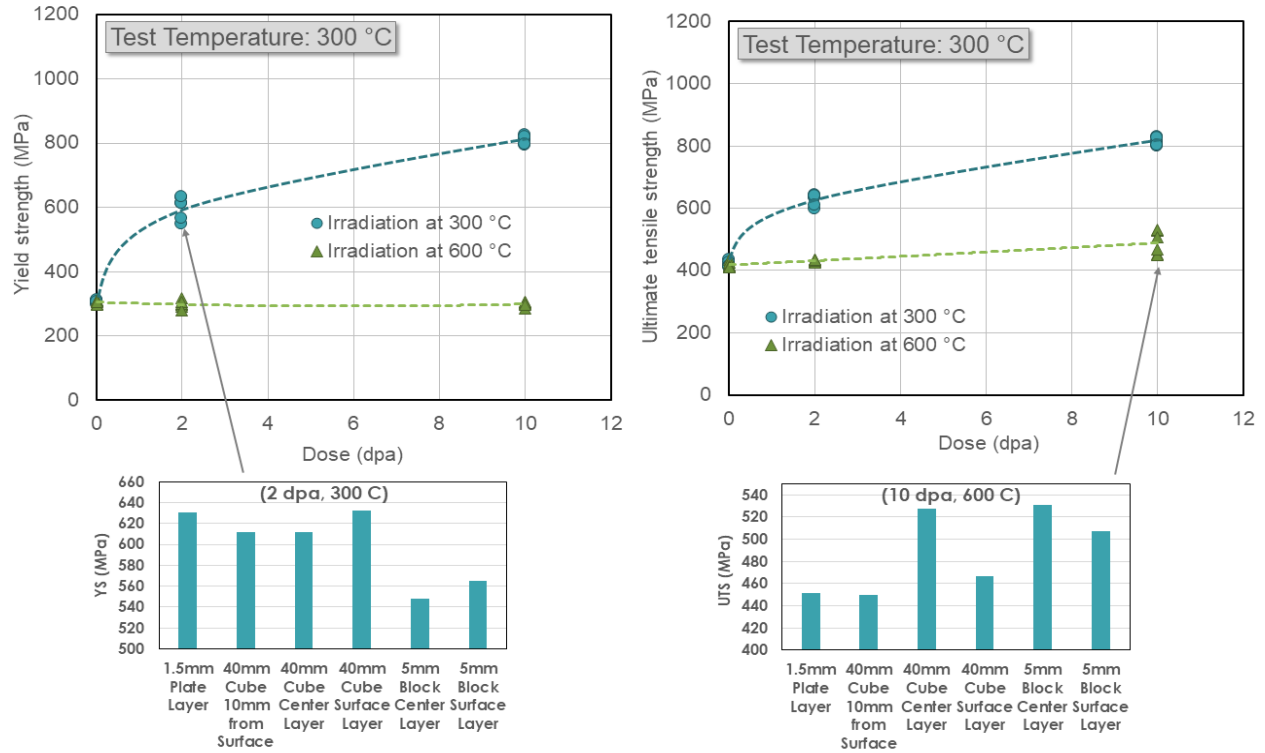 Test Temperature: 300 °C
1200
1000
800
600
400
200
0
Yield strength (MPa)
Irradiation at 300 °C
Irradiation at 600 °C
0 2 4 6 8 10 12
Dose (dpa)
Test Temperature: 300 °C
1200
1000
800
600
400
200
0
Ultimate tensile strength (MPa)
Irradiation at 300 °C
Irradiation at 600 °C
0 2 4 6 8 10 12
Dose (dpa)
(2 dpa, 300 C)
660
640
620
600
580
560
540
520
500
YS (MPa)
1.5mm Plate Layer
40mm Cube 10mm from Surface
40mm Cube Center Layer
40mm Cube Surface Layer
5mm Block Center Layer
5mm Block Surface Layer
(10 dpa, 600 C)
540
520
500
480
460
440
420
400
UTS (MPa)
1.5mm Plate Layer
40mm Cube 10mm from Surface
40mm Cube Center Layer
40mm Cube Surface Layer
5mm Block Center Layer
5mm Block Surface Layer